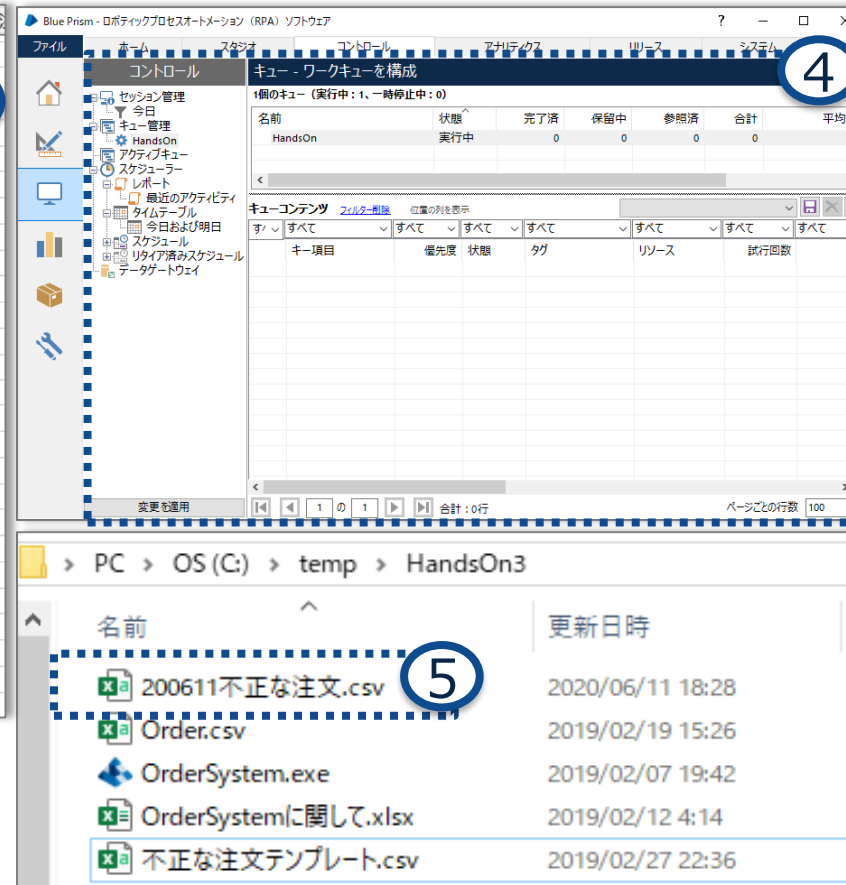 Blue Prism - ロボティックプロセスオートメーション（RPA）ソフトウェア ?
ファイル ホーム スタジオ コントロール アナリティクス リリース システム
4
コントロール
セッション管理
今日
キュー管理
HandsOn
アクティブキュー
スケジューラー
レポート
最近のアクティビティ
タイムテーブル
今日および明日
スケジュール
リタイア済みスケジュール
データゲートウェイ
変更を適用
キュー - ワークキューを構成
1個のキュー（実行中：1、一時停止中：0）
名前 状態 完了済 保留中 参照済 合計 平均
HandsOn 実行中 0 0 0 0
キューコンテンツ フィルター削除 位置の列を表示
すべて すべて すべて すべて すべて すべて すべて
キー項目 優先度 状態 タグ リソース 試行回数
1 の 1 合計：0行 ページごとの行数 100
PC > OS (C:) > temp > HandsOn3
名前 更新日時
5
200611不正な注文.csv 2020/06/11 18:28
Order.csv 2019/02/19 15:26
OrderSystem.exe 2019/02/07 19:42
OrderSystemに関して.xlsx 2019/02/12 4:14
不正な注文テンプレート.csv 2019/02/27 22:36